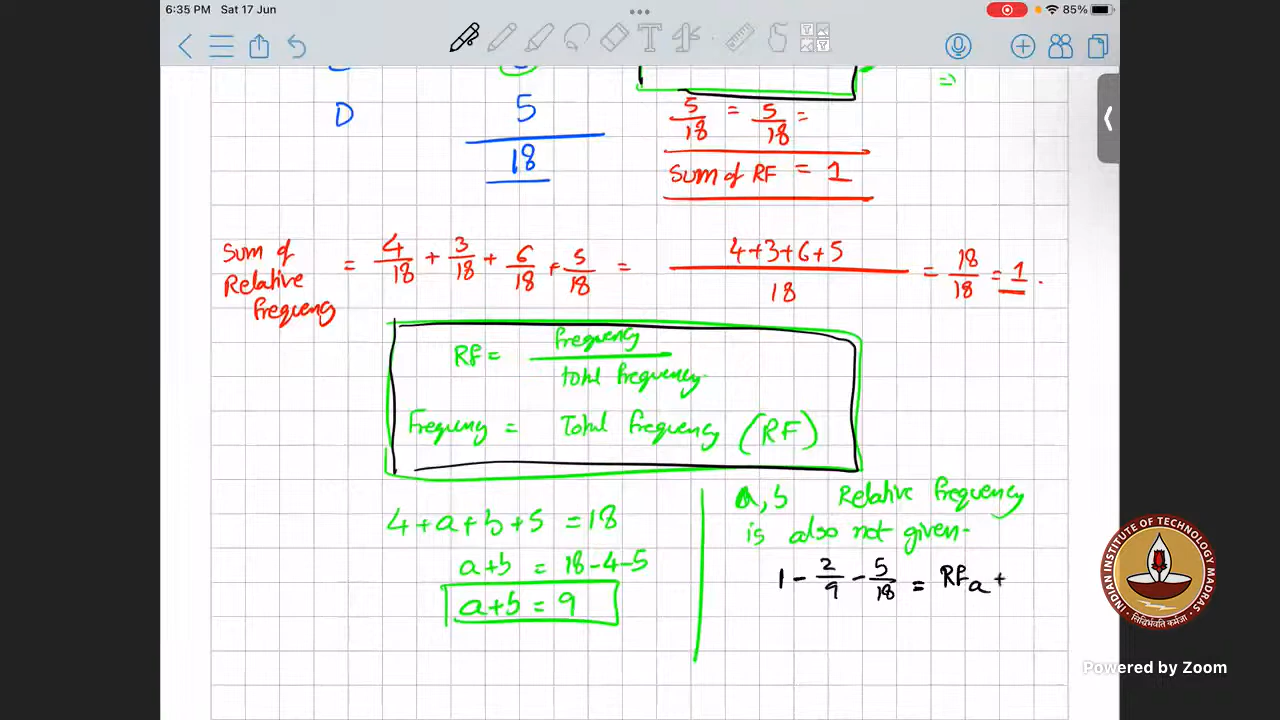 6:35 PM Sat 17 Jun
85%
D 5
18
5/18 = 5/18 =
Sum of RF = 1
⇒
Sum of Relative frequency = 4/18 + 3/18 + 6/18 + 5/18 = 4+3+6+5/18 = 18/18 = 1.
RF = frequency/total frequency.
Frequency = Total frequency (RF)
4+a+b+5 = 18
a+b = 18-4-5
a+b = 9
a,b Relative frequency
is also not given-
1 - 2/9 - 5/18 = RFa +
INDIAN INSTITUTE OF TECHNOLOGY MADRAS
सिद्धिर्भवति कर्मजा
Powered by Zoom